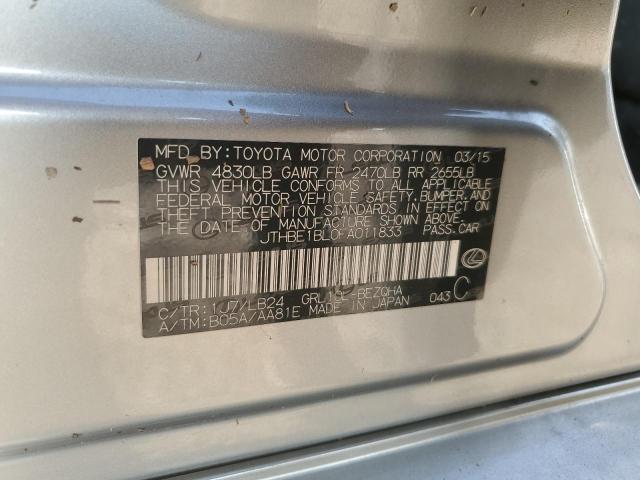 MFD BY: TOYOTA MOTOR CORPORATION 03/15
GVWR 4830LB GAWR FR 2470LB RR 2655LB
THIS VEHICLE CONFORMS TO ALL APPLICABLE
FEDERAL MOTOR VEHICLE SAFETY, BUMPER, AND
THEFT PREVENTION STANDARDS IN EFFECT ON
THE DATE OF MANUFACTURE SHOWN ABOVE.
JTHBE1BL0FA011833 PASS.CAR
C/TR: 1J7/LB24 GRL12L-BEZQHA
A/TM: B05A/AA81E MADE IN JAPAN 043 C